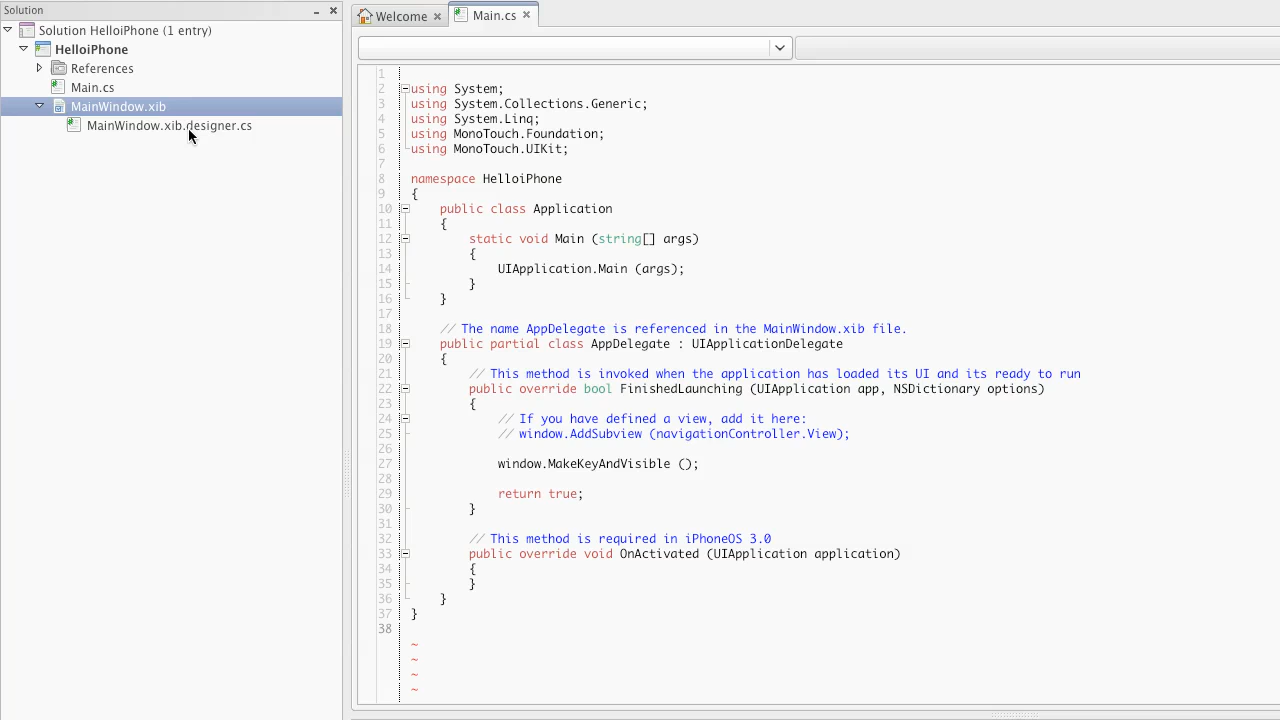 Solution
Solution HelloiPhone (1 entry)
HelloiPhone
References
Main.cs
MainWindow.xib
MainWindow.xib.designer.cs
Welcome
Main.cs
1
2 using System;
3 using System.Collections.Generic;
4 using System.Linq;
5 using MonoTouch.Foundation;
6 using MonoTouch.UIKit;
7
8 namespace HelloiPhone
9 {
10 public class Application
11 {
12 static void Main (string[] args)
13 {
14 UIApplication.Main (args);
15 }
16 }
17
18 // The name AppDelegate is referenced in the MainWindow.xib file.
19 public partial class AppDelegate : UIApplicationDelegate
20 {
21 // This method is invoked when the application has loaded its UI and its ready to run
22 public override bool FinishedLaunching (UIApplication app, NSDictionary options)
23 {
24 // If you have defined a view, add it here:
25 // window.AddSubview (navigationController.View);
26
27 window.MakeKeyAndVisible ();
28
29 return true;
30 }
31
32 // This method is required in iPhoneOS 3.0
33 public override void OnActivated (UIApplication application)
34 {
35 }
36 }
37 }
38
~
~
~
~